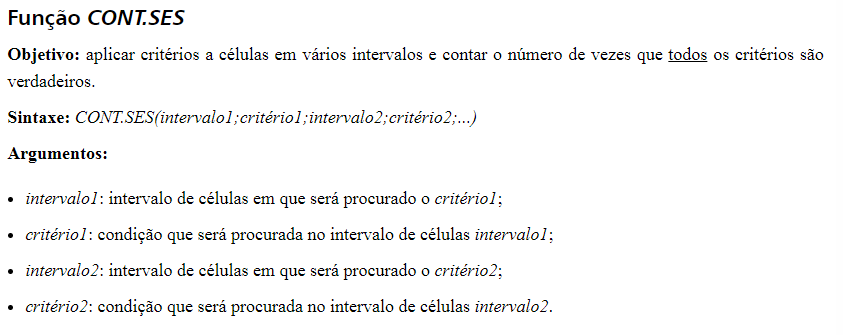 Função CONT.SES
Objetivo: aplicar critérios a células em vários intervalos e contar o número de vezes que todos os critérios são
verdadeiros.
Sintaxe: CONT.SES(intervalo1;critério1;intervalo2;critério2;...)
Argumentos:
• intervalo1: intervalo de células em que será procurado o critério1;
• critério1: condição que será procurada no intervalo de células intervalo1;
• intervalo2: intervalo de células em que será procurado o critério2;
• critério2: condição que será procurada no intervalo de células intervalo2.